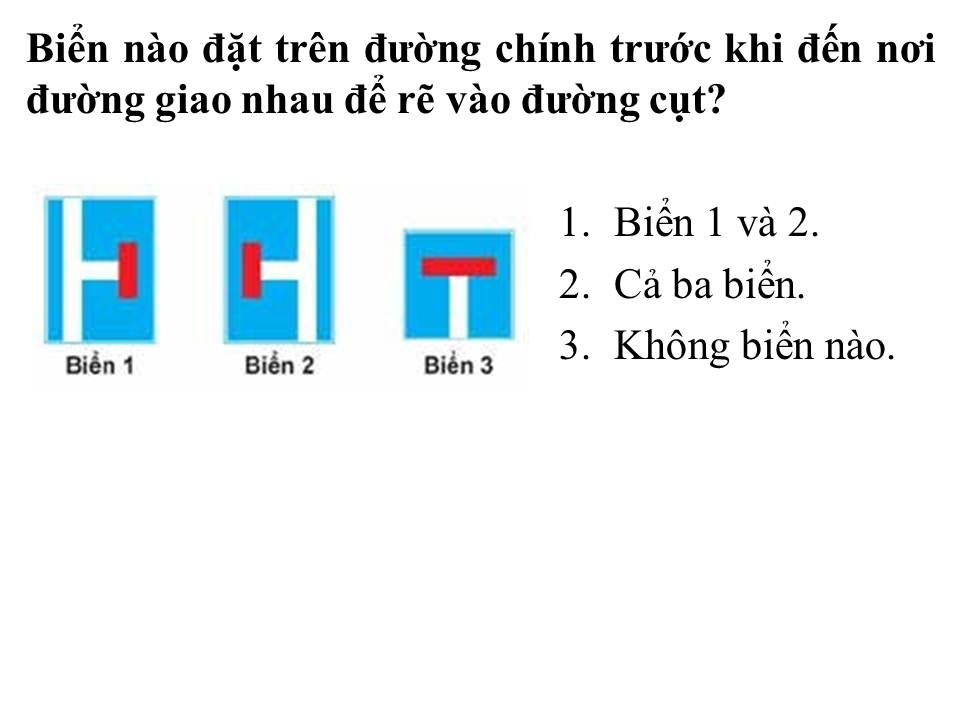 Biển nào đặt trên đường chính trước khi đến nơi
đường giao nhau để rẽ vào đường cụt?
1. Biển 1 và 2.
2. Cả ba biển.
3. Không biển nào.
Biển 1
Biển 2
Biển 3